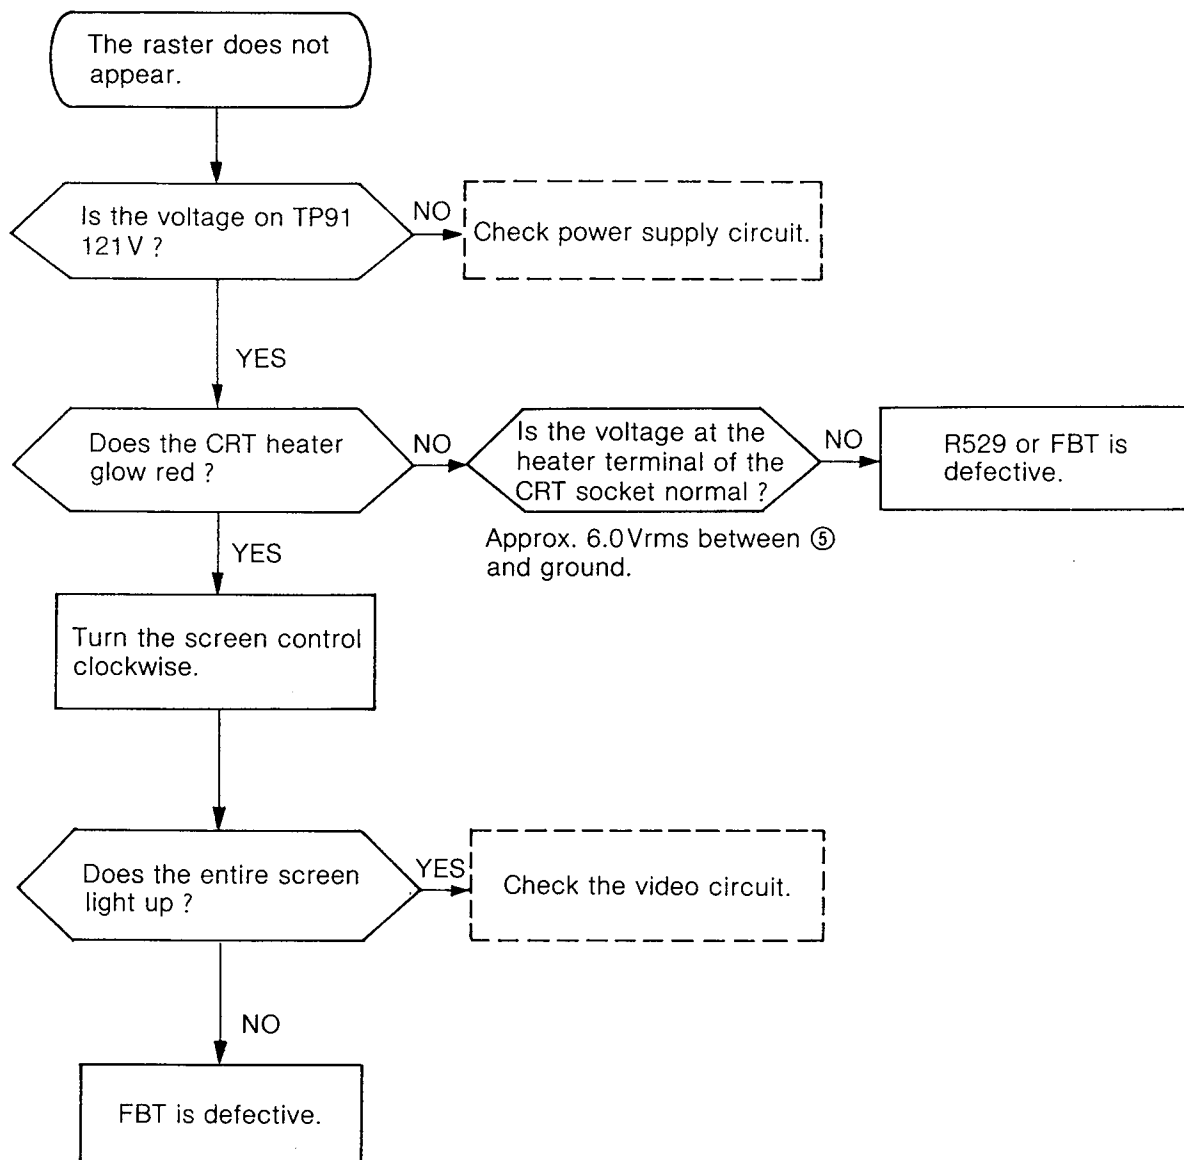 The raster does not
appear.
Is the voltage on TP91
121V ?
NO
Check power supply circuit.
YES
Does the CRT heater
glow red ?
NO
Is the voltage at the
heater terminal of the
CRT socket normal ?
NO
R529 or FBT is
defective.
Approx. 6.0Vrms between ⑤
and ground.
YES
Turn the screen control
clockwise.
Does the entire screen
light up ?
YES
Check the video circuit.
NO
FBT is defective.